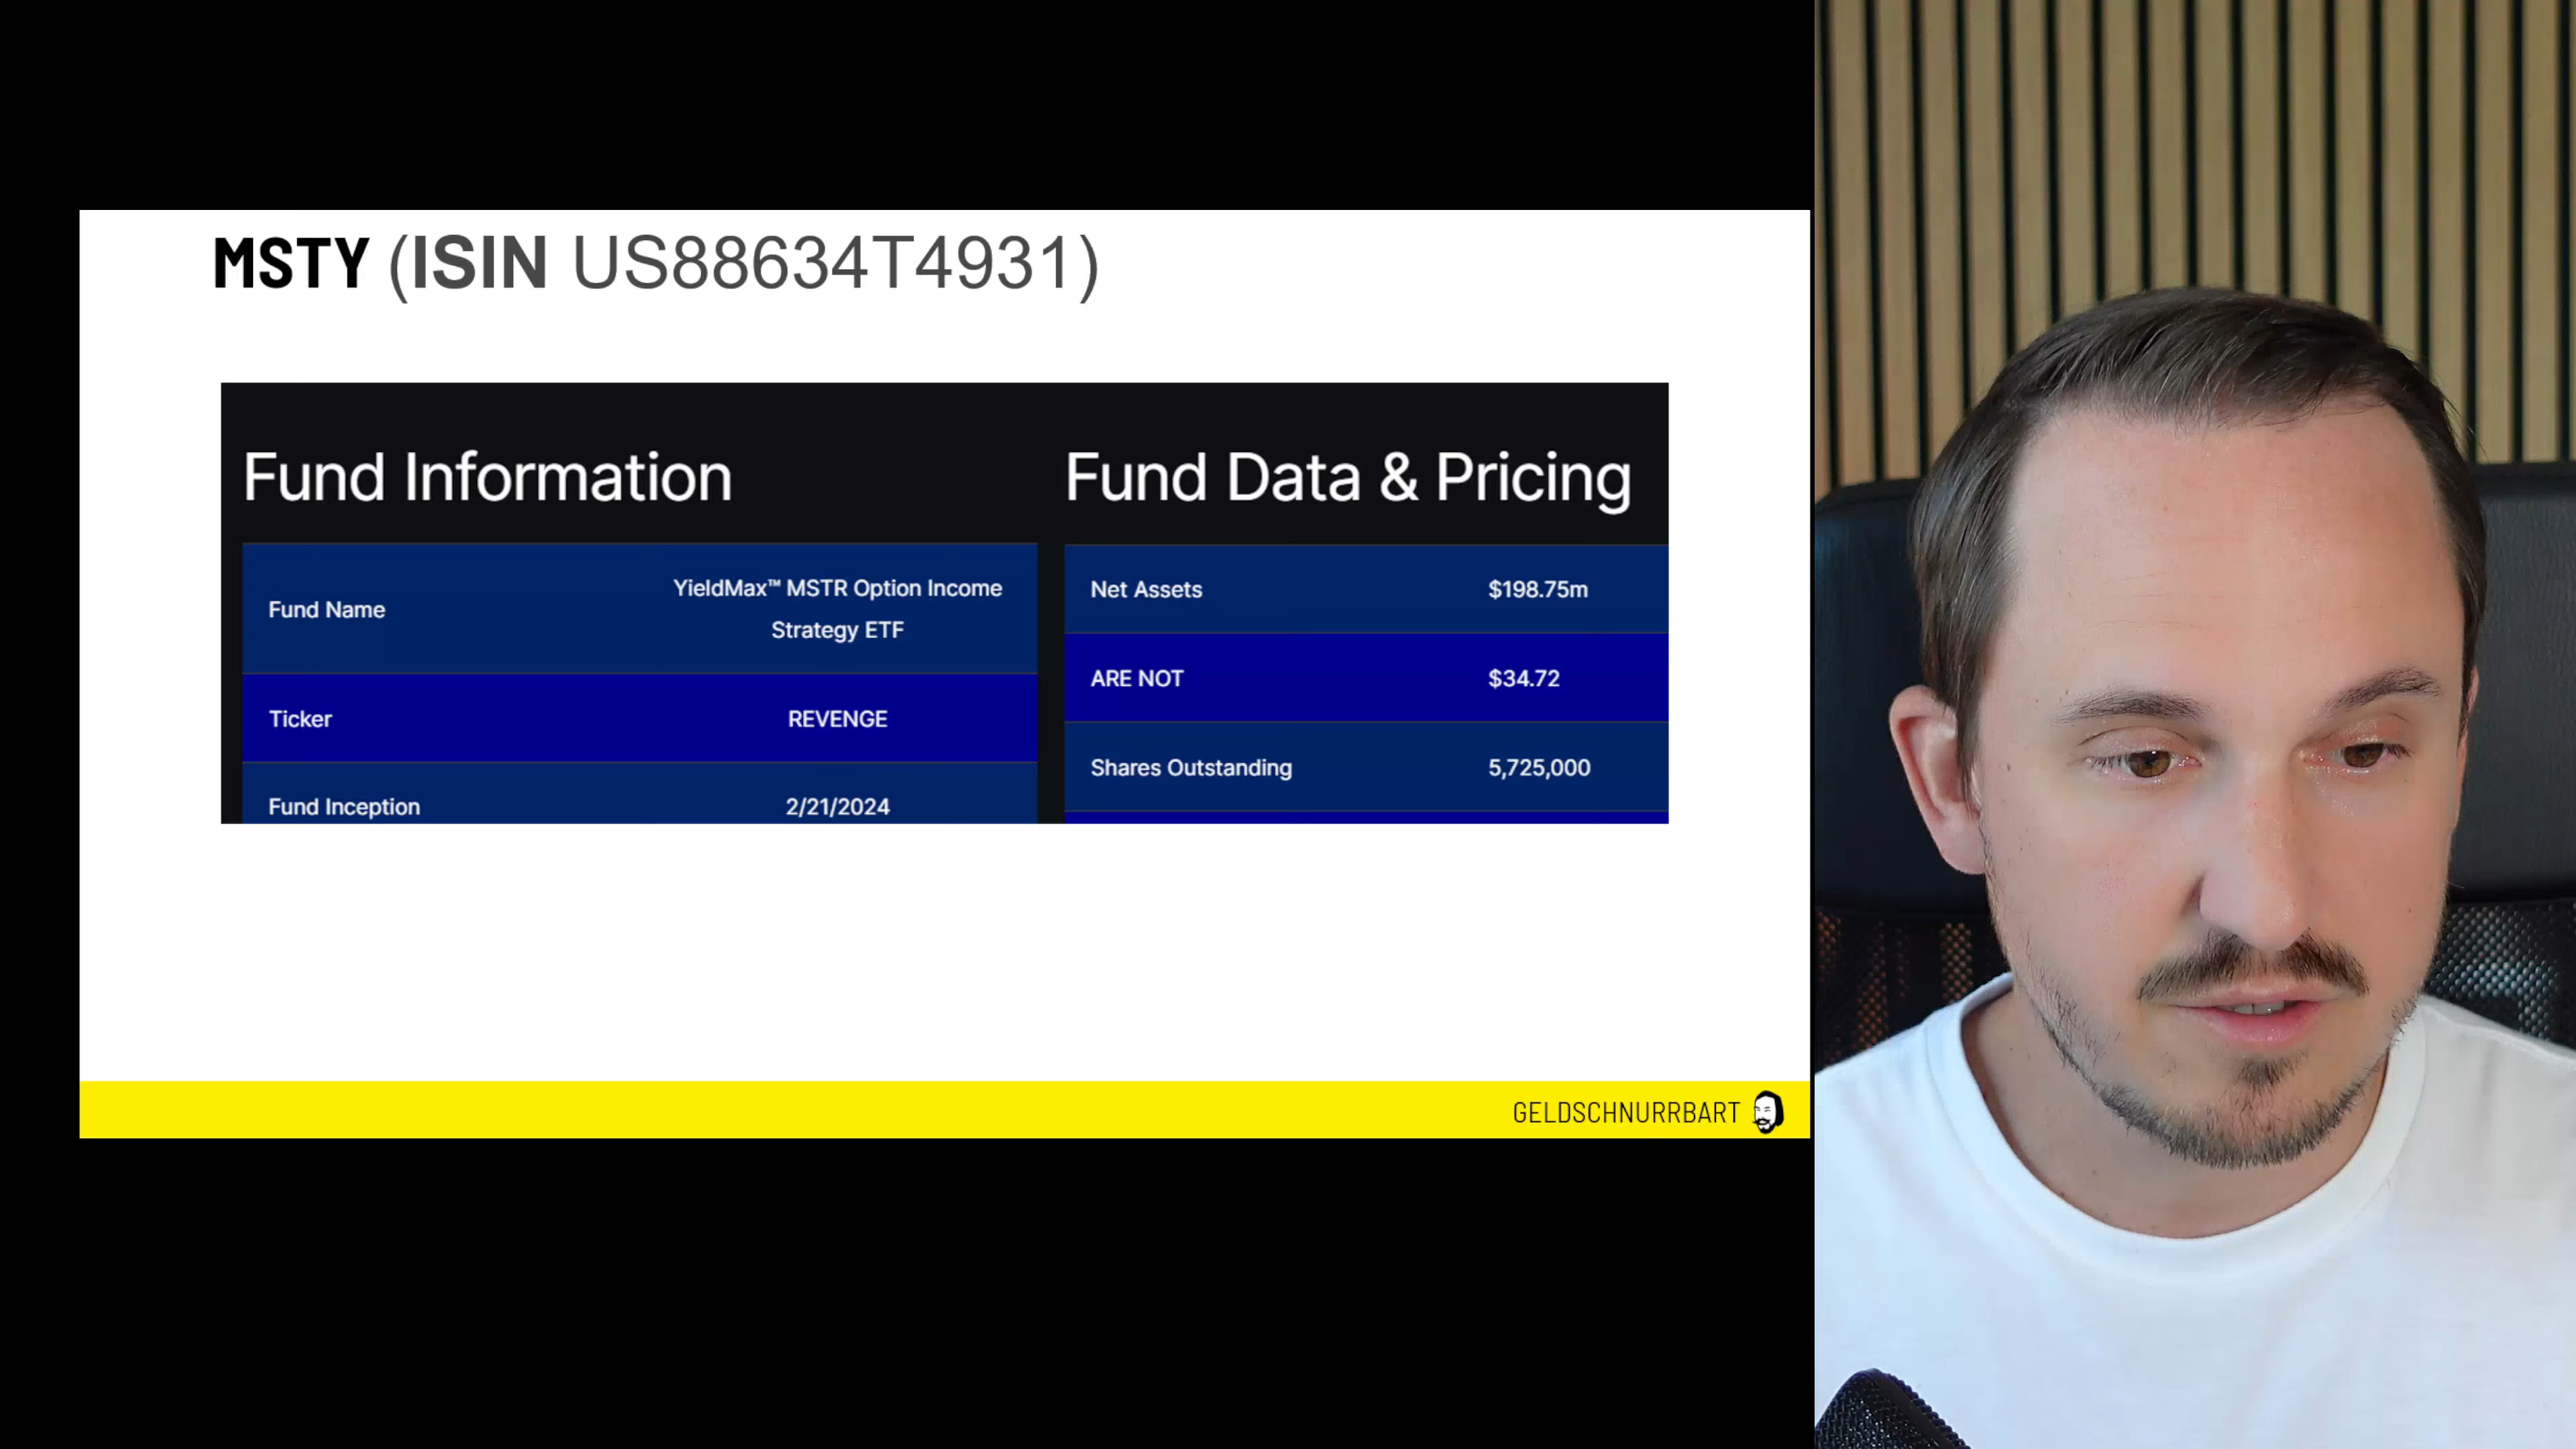 MSTY (ISIN US88634T4931)
Fund Information
Fund Name
YieldMax™ MSTR Option Income
Strategy ETF
Ticker
REVENGE
Fund Inception
2/21/2024
Fund Data & Pricing
Net Assets
$198.75m
ARE NOT
$34.72
Shares Outstanding
5,725,000
GELDSCHNURRBART